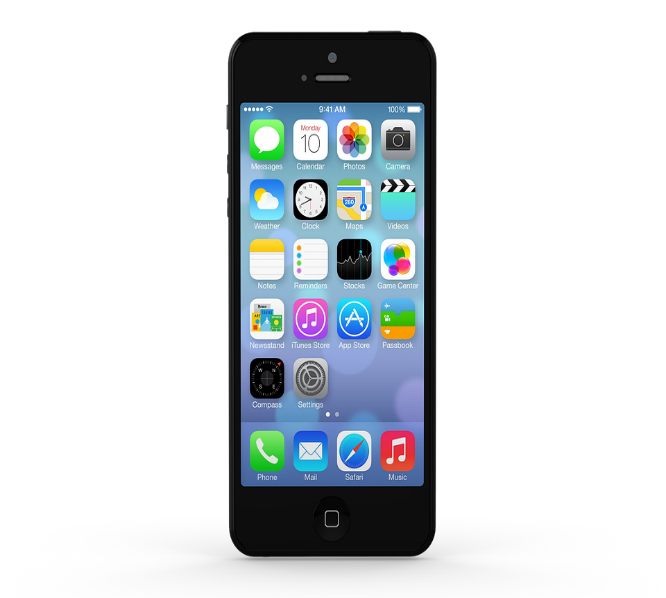 9:41 AM 100%
Monday
10
Messages Calendar Photos Camera
280
Weather Clock Maps Videos
Notes Reminders Stocks Game Center
Newsstand iTunes Store App Store Passbook
N
W E
S
Compass Settings
Phone Mail Safari Music